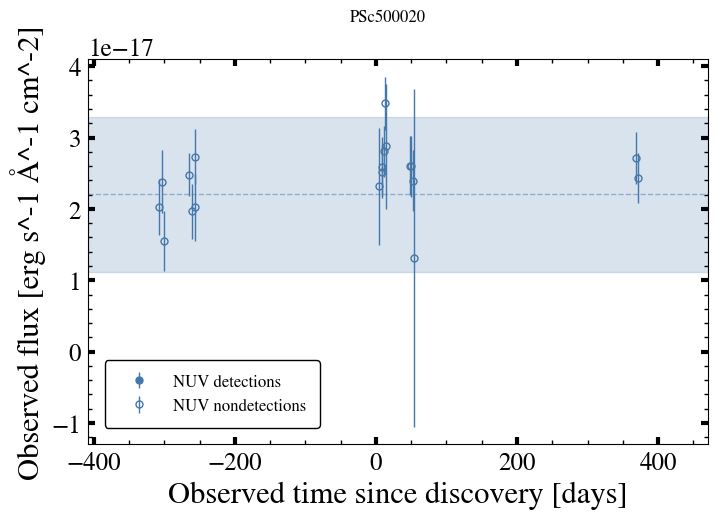 PSc500020
1e−17
Observed flux [erg s^-1 Å^-1 cm^-2]
4
3
2
1
0
−1
NUV detections
NUV nondetections
−400 −200 0 200 400
Observed time since discovery [days]